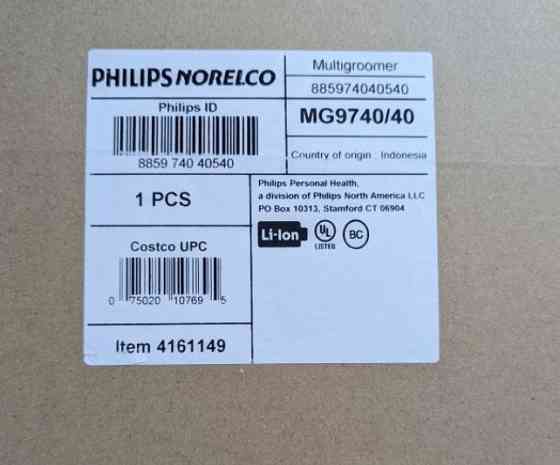 PHILIPS NORELCO
Multigroomer
885974040540
Philips ID
8859 740 40540
MG9740/40
Country of origin : Indonesia
1 PCS
Philips Personal Health,
a division of Philips North America LLC
PO Box 10313, Stamford CT 06904
Li-Ion
UL
LISTED
BC
Costco UPC
0 75020 10769 5
Item 4161149